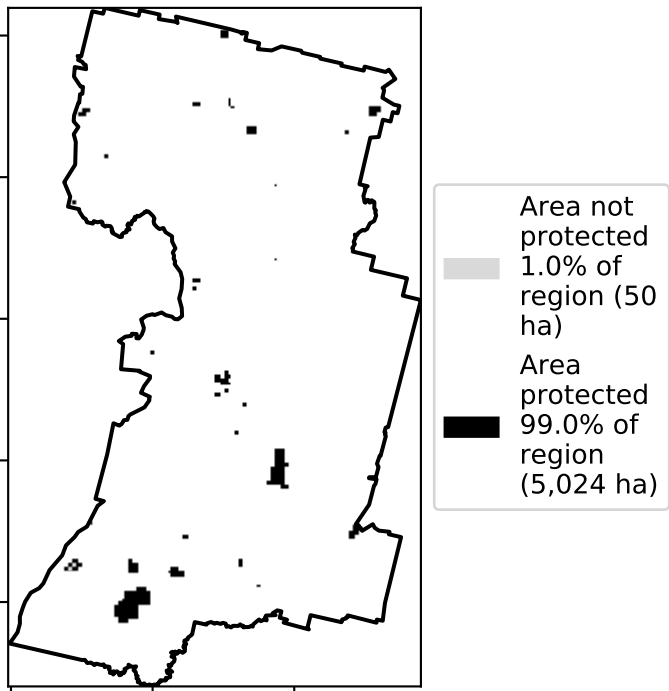 Area not
protected
1.0% of
region (50
ha)
Area
protected
99.0% of
region
(5,024 ha)